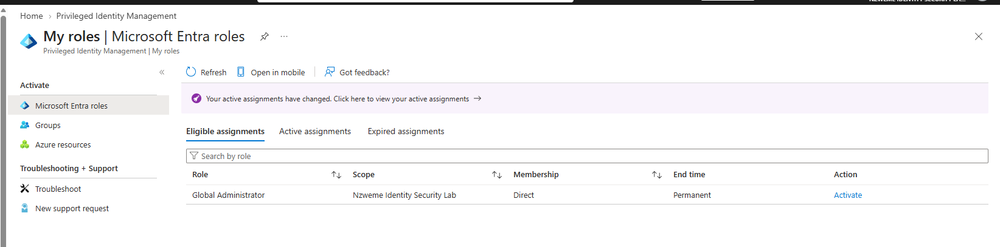 Home › Privileged Identity Management
My roles | Microsoft Entra roles
Privileged Identity Management | My roles
Refresh Open in mobile Got feedback?
Activate
Microsoft Entra roles
Groups
Azure resources
Troubleshooting + Support
Troubleshoot
New support request
Your active assignments have changed. Click here to view your active assignments →
Eligible assignments Active assignments Expired assignments
Search by role
Role Scope Membership End time Action
Global Administrator Nzweme Identity Security Lab Direct Permanent Activate